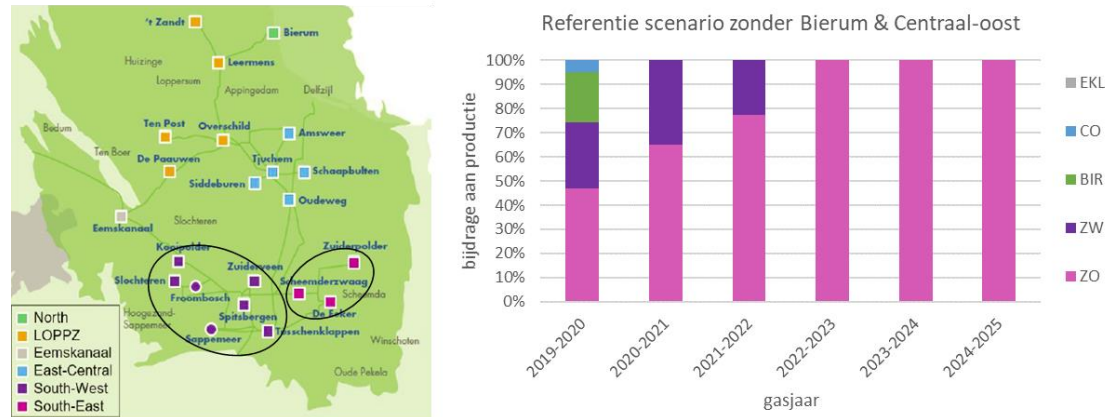 't Zandt
Bierum
Huizinge
Leermens
Loppersum
Appingedam
Delfzijl
Bedum
Ten Post
Overschild
Amsweer
Ten Boer
De Paauwen
Tjuchem
Schaapbulten
Siddeburen
Oudeweg
Eemskanaal
Slochteren
Kooipolder
Zuiderpolder
Slochteren
Zuiderveen
Scheemderzwaag
Froombosch
Scheemda
Hoogezand-
Sappemeer
Spitsbergen
De Eeker
Sappemeer
Tusschenklappen
Winschoten
Oude Pekela
North
LOPPZ
Eemskanaal
East-Central
South-West
South-East
Referentie scenario zonder Bierum & Centraal-oost
bijdrage aan productie
100%
90%
80%
70%
60%
50%
40%
30%
20%
10%
0%
2019-2020
2020-2021
2021-2022
2022-2023
2023-2024
2024-2025
gasjaar
EKL
CO
BIR
ZW
ZO